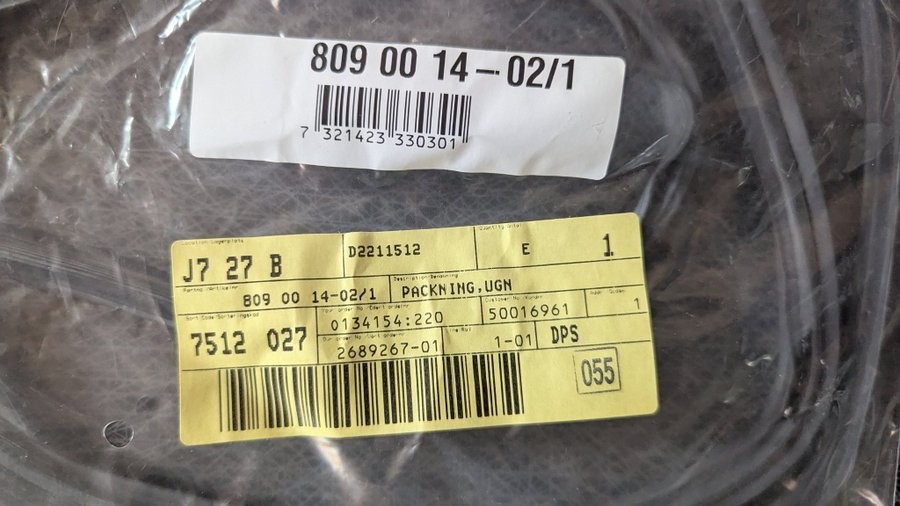 809 00 14-02/1
7 321423 330301
J7 27 B
D2211512
E
1
809 00 14-02/1
PACKNING,UGN
7512 027
0134154:220
50016961
1
2689267-01
1-01
DPS
055